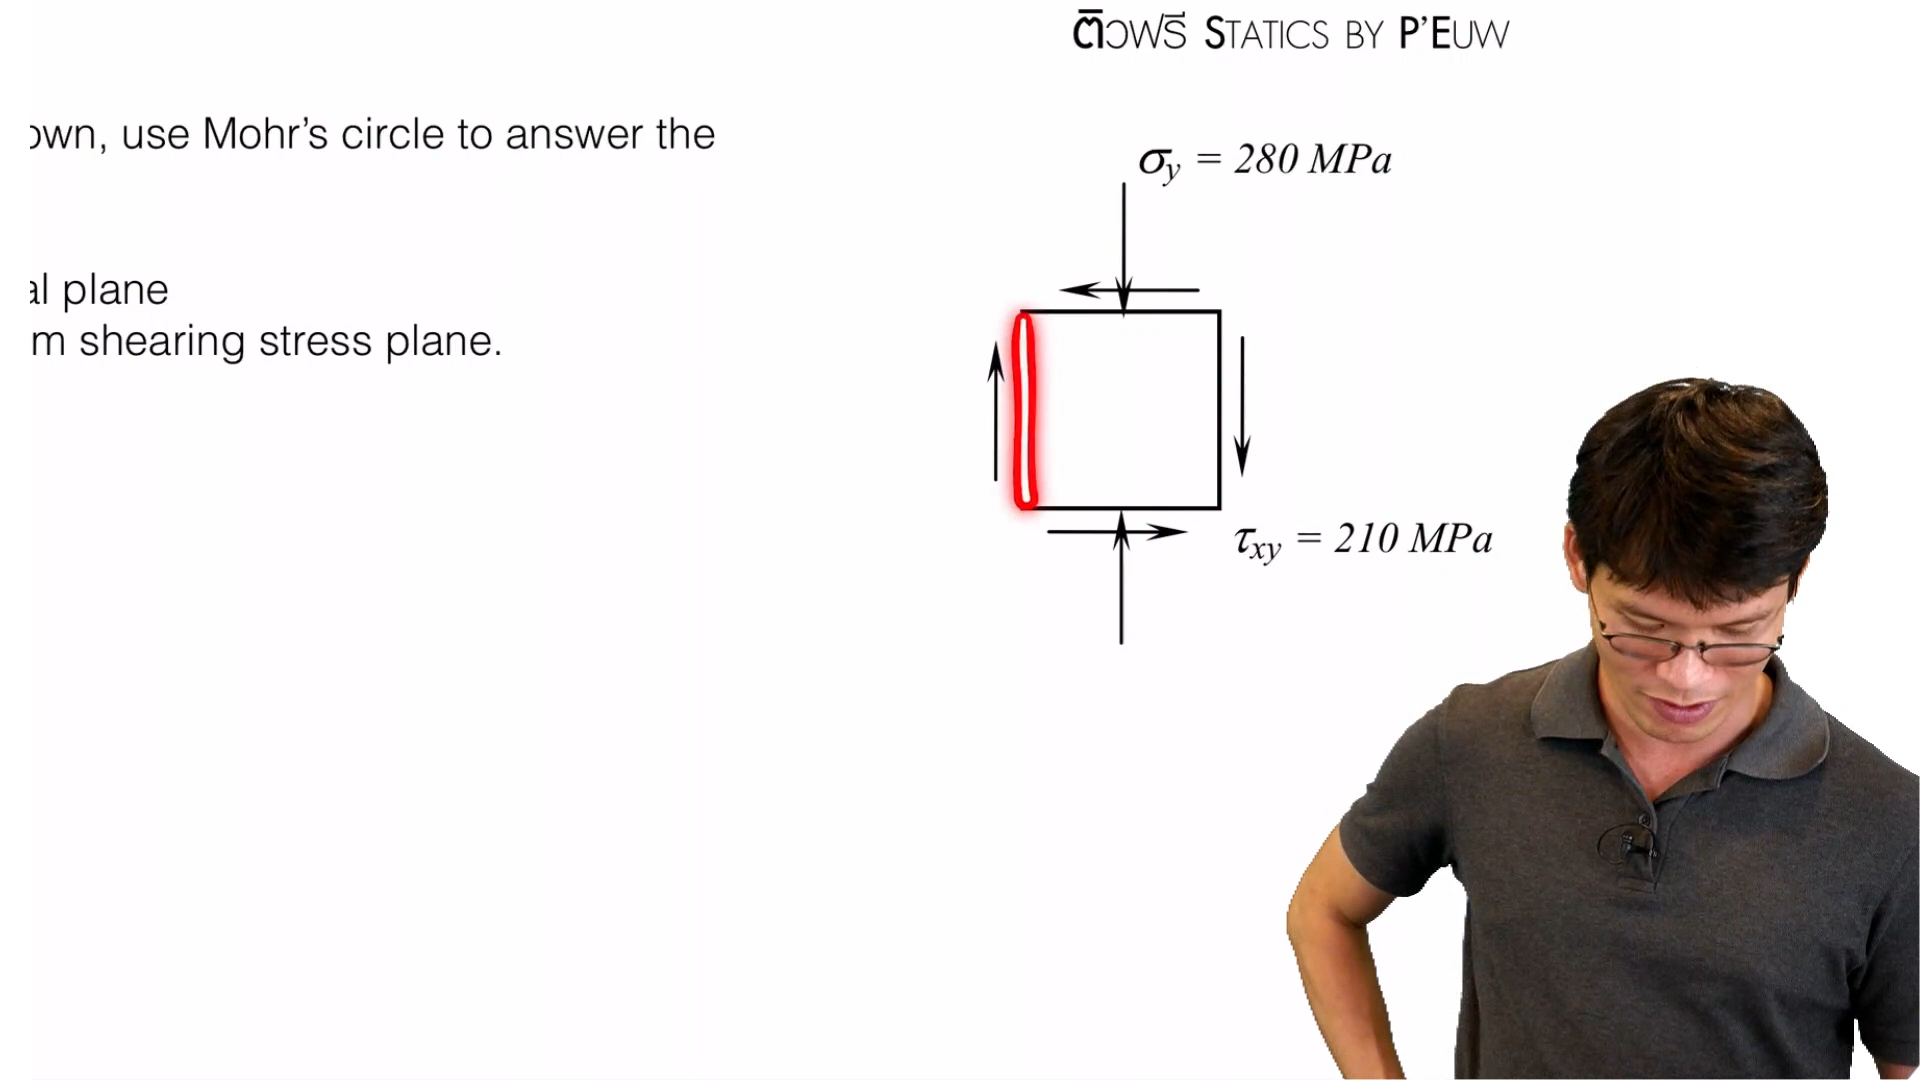 ติวฟรี STATICS BY P'EUW
own, use Mohr's circle to answer the
σy = 280 MPa
al plane
m shearing stress plane.
τxy = 210 MPa